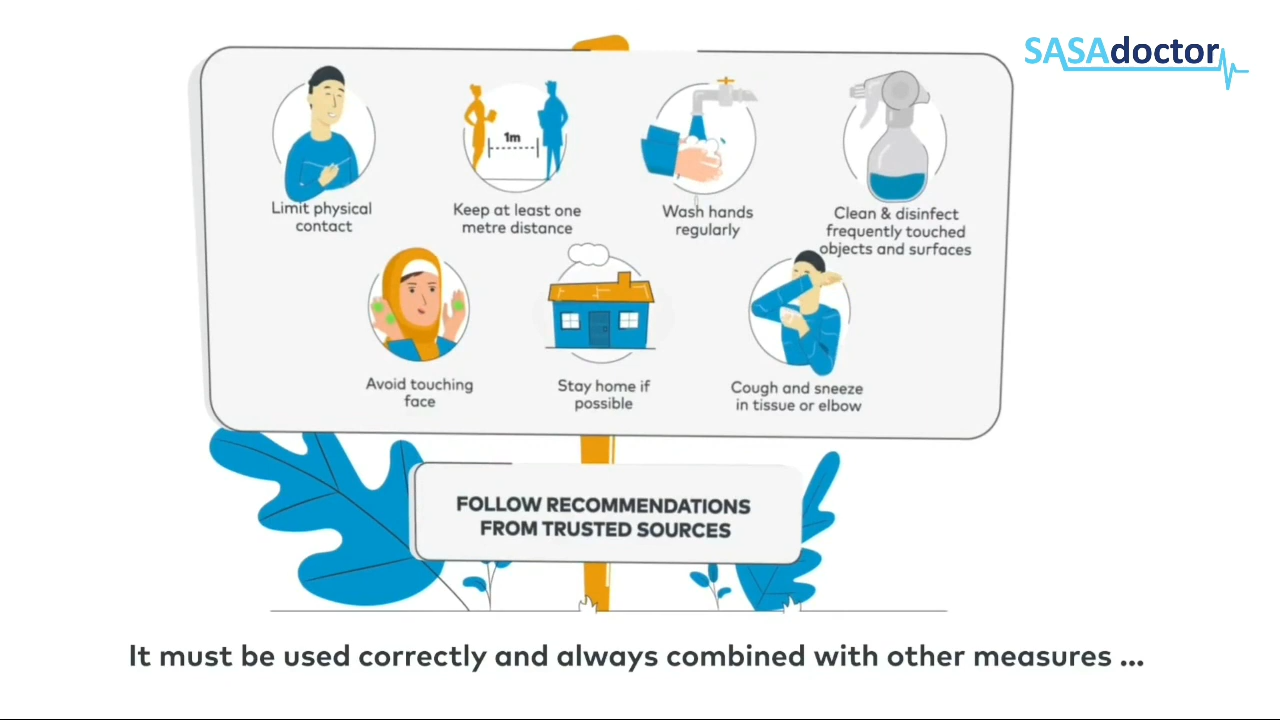 SASAdoctor
1m
Limit physical
contact
Keep at least one
metre distance
Wash hands
regularly
Clean & disinfect
frequently touched
objects and surfaces
Avoid touching
face
Stay home if
possible
Cough and sneeze
in tissue or elbow
FOLLOW RECOMMENDATIONS
FROM TRUSTED SOURCES
It must be used correctly and always combined with other measures ...